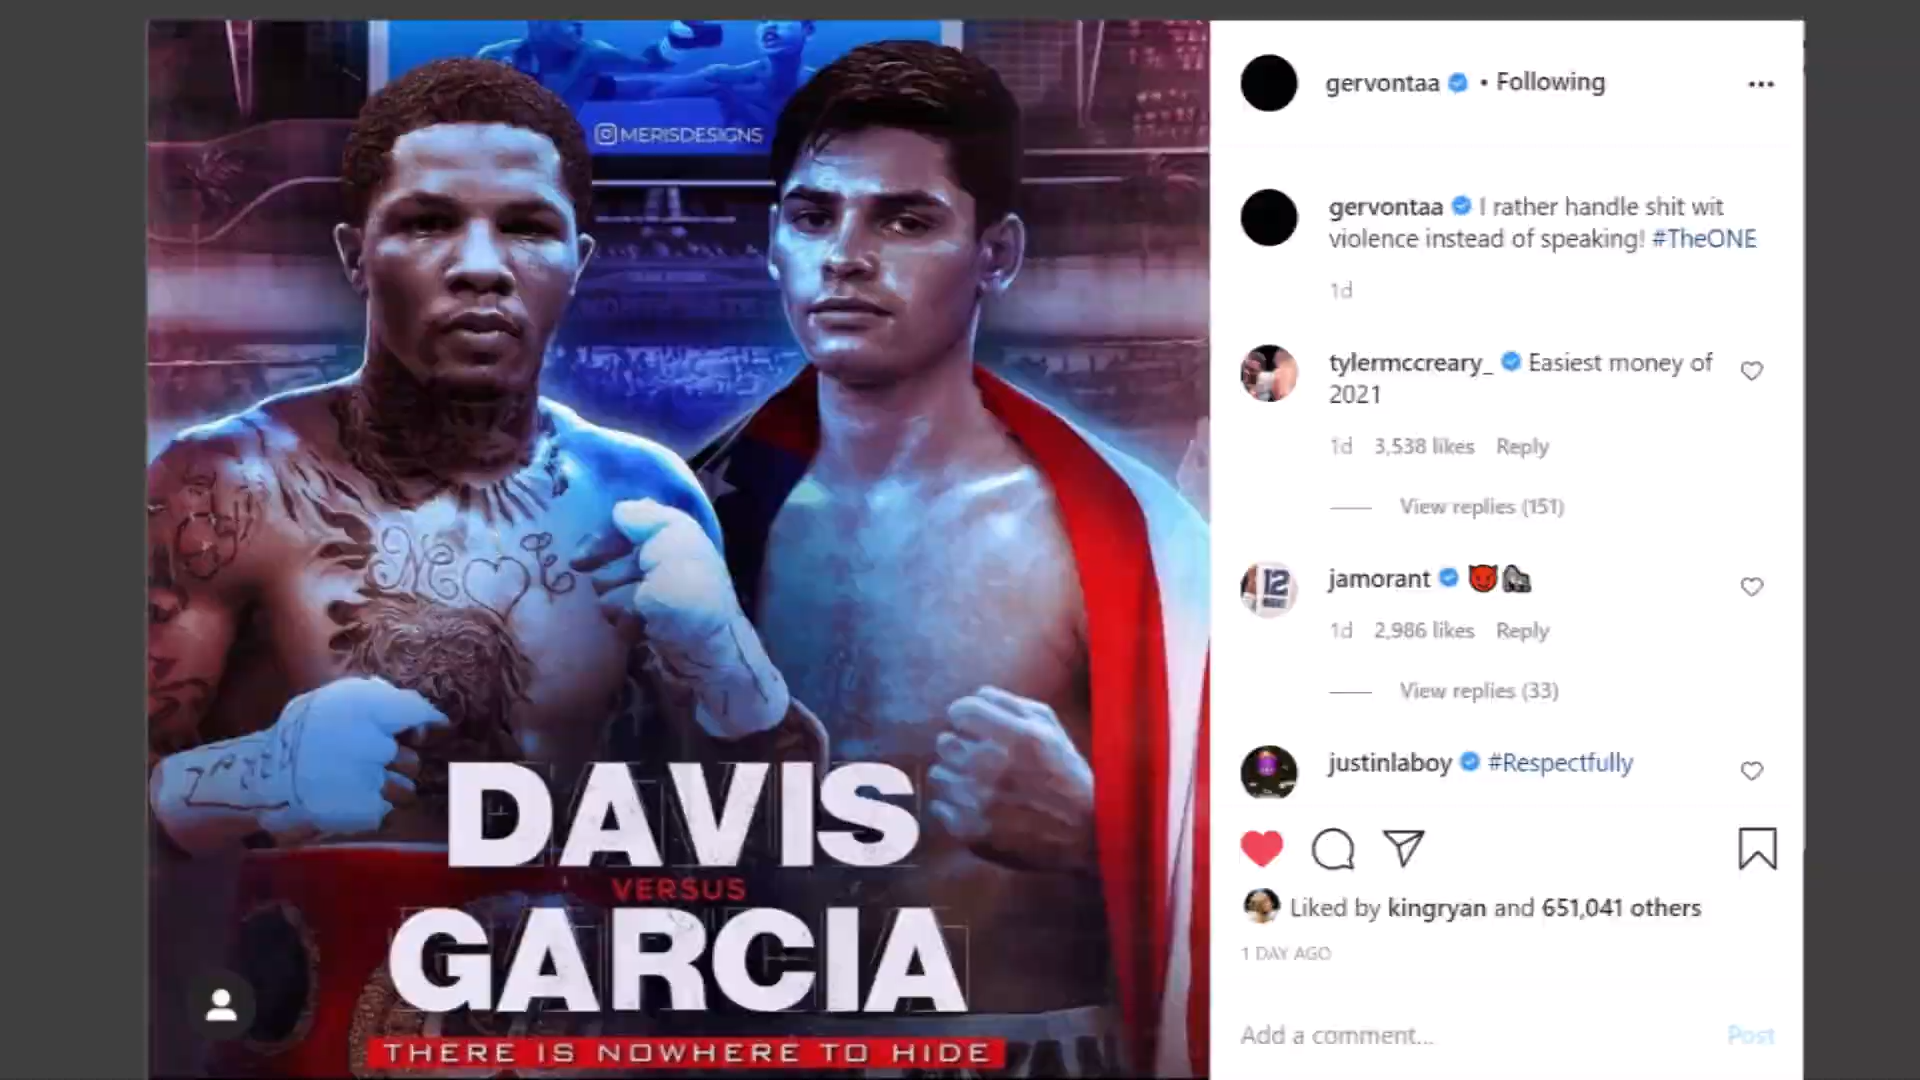 MERISDESIGNS
DAVIS
VERSUS
GARCIA
THERE IS NOWHERE TO HIDE
gervontaa • Following
gervontaa I rather handle shit wit
violence instead of speaking! #TheONE
1d
tylermccreary_ Easiest money of
2021
1d 3,538 likes Reply
View replies (151)
jamorant 😈🦍
1d 2,986 likes Reply
View replies (33)
justinlaboy #Respectfully
Liked by kingryan and 651,041 others
1 DAY AGO
Add a comment... Post
12